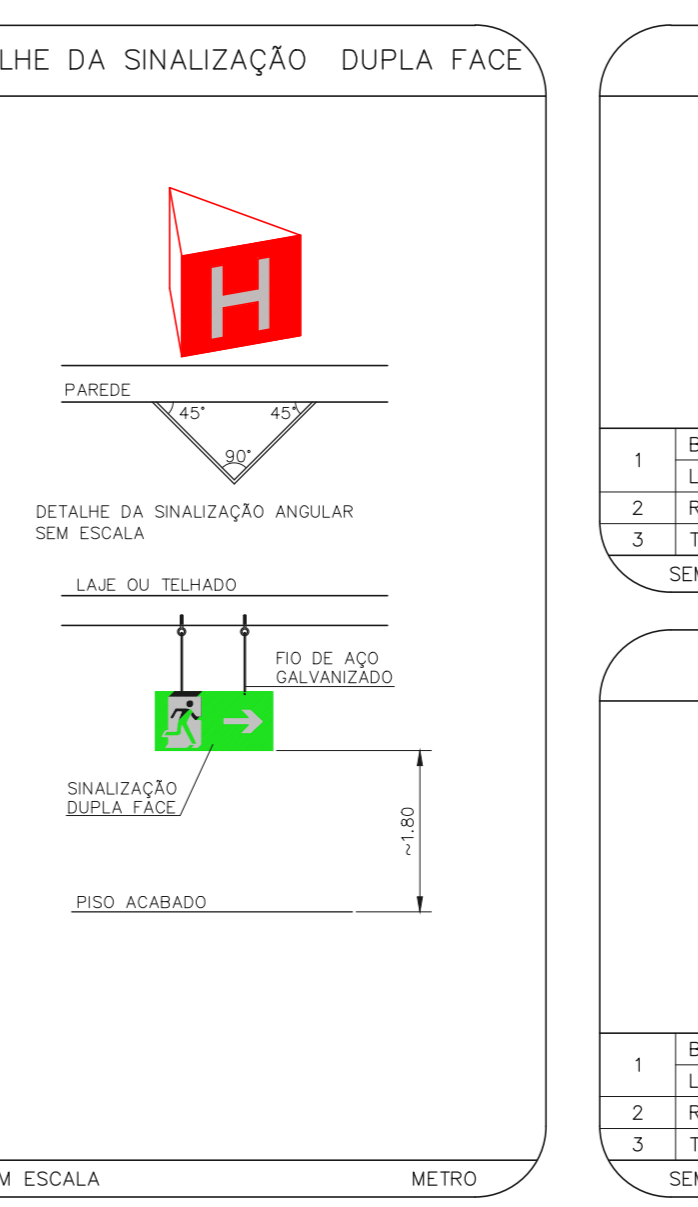 LHE DA SINALIZAÇÃO DUPLA FACE
H
PAREDE
45° 45°
90°
DETALHE DA SINALIZAÇÃO ANGULAR
SEM ESCALA
LAJE OU TELHADO
FIO DE AÇO
GALVANIZADO
SINALIZAÇÃO
DUPLA FACE
~1.80
PISO ACABADO
M ESCALA METRO
1 B
L
2 R
3 T
SEM
1 B
L
2 R
3 T
SEM